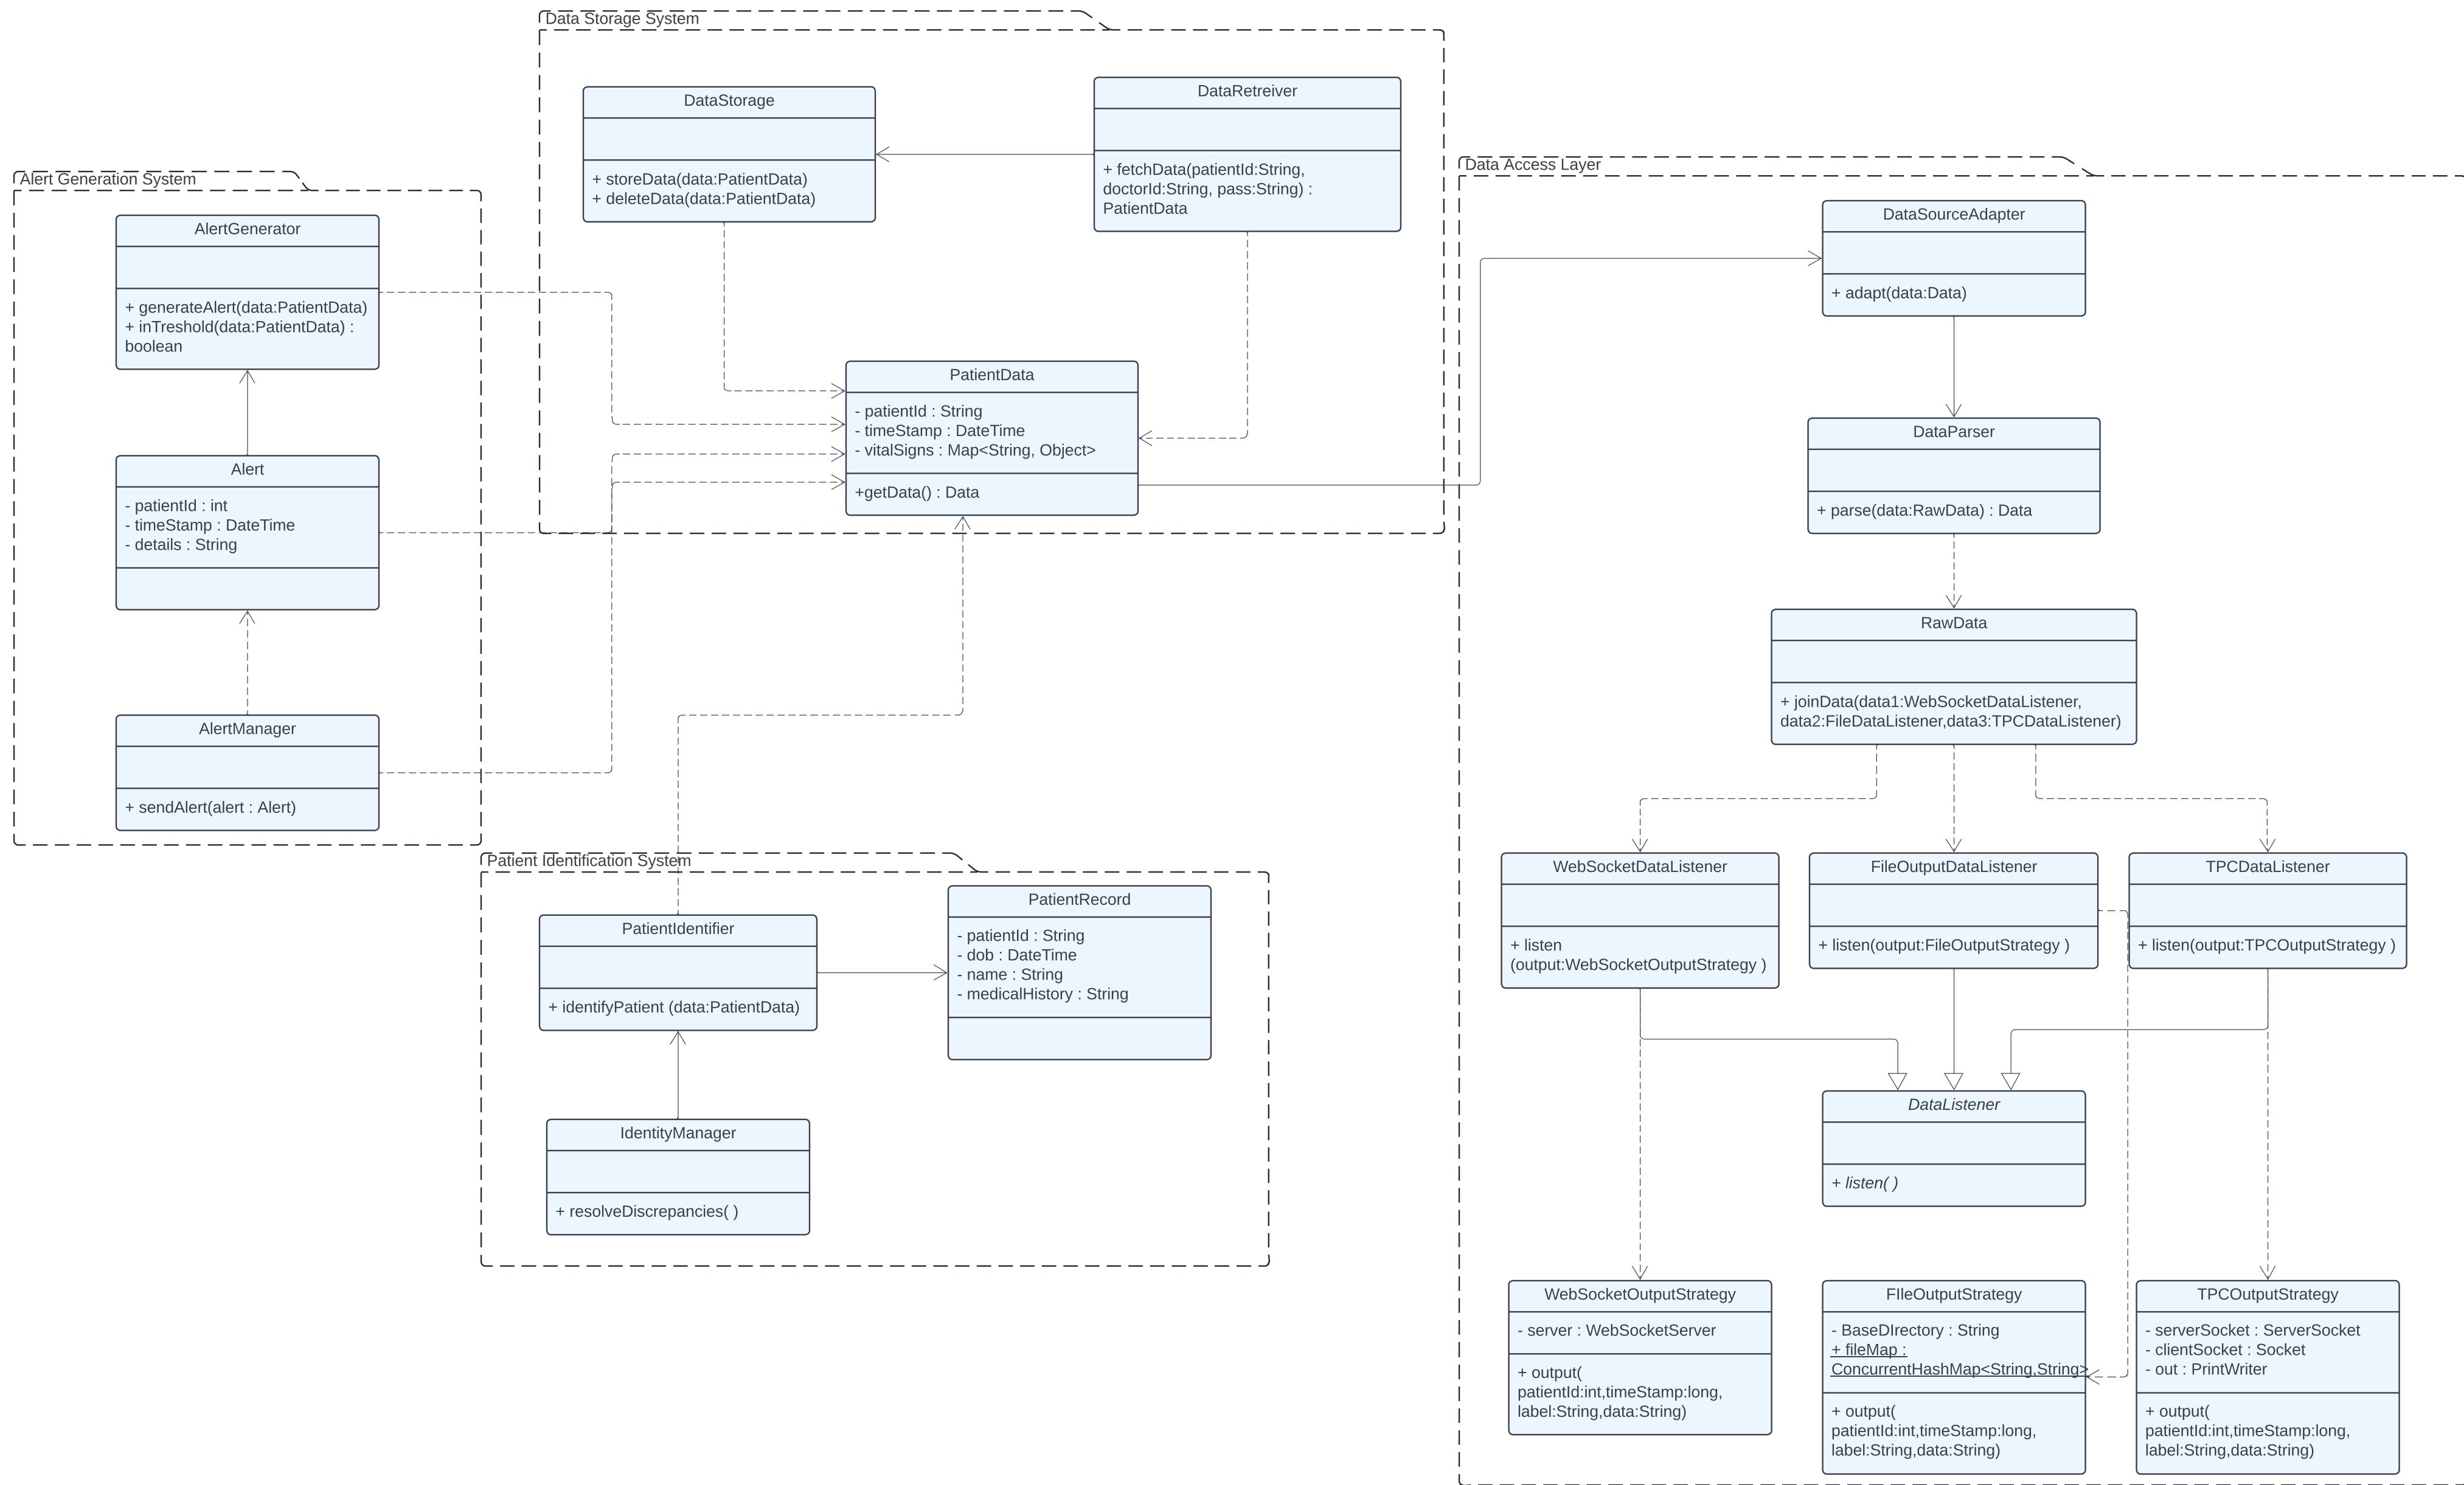 Data Storage System
DataStorage
+ storeData(data:PatientData)
+ deleteData(data:PatientData)
DataRetreiver
+ fetchData(patientId:String,
doctorId:String, pass:String) :
PatientData
PatientData
- patientId : String
- timeStamp : DateTime
- vitalSigns : Map<String, Object>
+getData() : Data
Alert Generation System
AlertGenerator
+ generateAlert(data:PatientData)
+ inTreshold(data:PatientData) :
boolean
Alert
- patientId : int
- timeStamp : DateTime
- details : String
AlertManager
+ sendAlert(alert : Alert)
Patient Identification System
PatientIdentifier
+ identifyPatient (data:PatientData)
PatientRecord
- patientId : String
- dob : DateTime
- name : String
- medicalHistory : String
IdentityManager
+ resolveDiscrepancies( )
Data Access Layer
DataSourceAdapter
+ adapt(data:Data)
DataParser
+ parse(data:RawData) : Data
RawData
+ joinData(data1:WebSocketDataListener,
data2:FileDataListener,data3:TPCDataListener)
WebSocketDataListener
+ listen
(output:WebSocketOutputStrategy )
FileOutputDataListener
+ listen(output:FileOutputStrategy )
TPCDataListener
+ listen(output:TPCOutputStrategy )
DataListener
+ listen( )
WebSocketOutputStrategy
- server : WebSocketServer
+ output(
patientId:int,timeStamp:long,
label:String,data:String)
FIleOutputStrategy
- BaseDIrectory : String
+ fileMap :
ConcurrentHashMap<String,String>
+ output(
patientId:int,timeStamp:long,
label:String,data:String)
TPCOutputStrategy
- serverSocket : ServerSocket
- clientSocket : Socket
- out : PrintWriter
+ output(
patientId:int,timeStamp:long,
label:String,data:String)